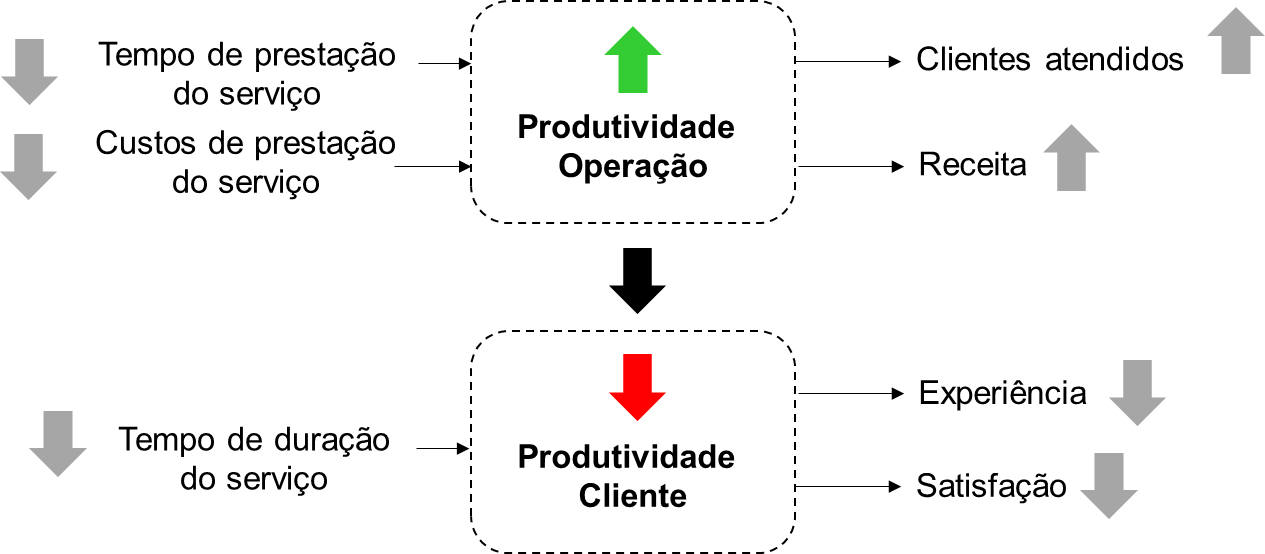 Tempo de prestação
do serviço
Custos de prestação
do serviço
Produtividade
Operação
Clientes atendidos
Receita
Tempo de duração
do serviço
Produtividade
Cliente
Experiência
Satisfação